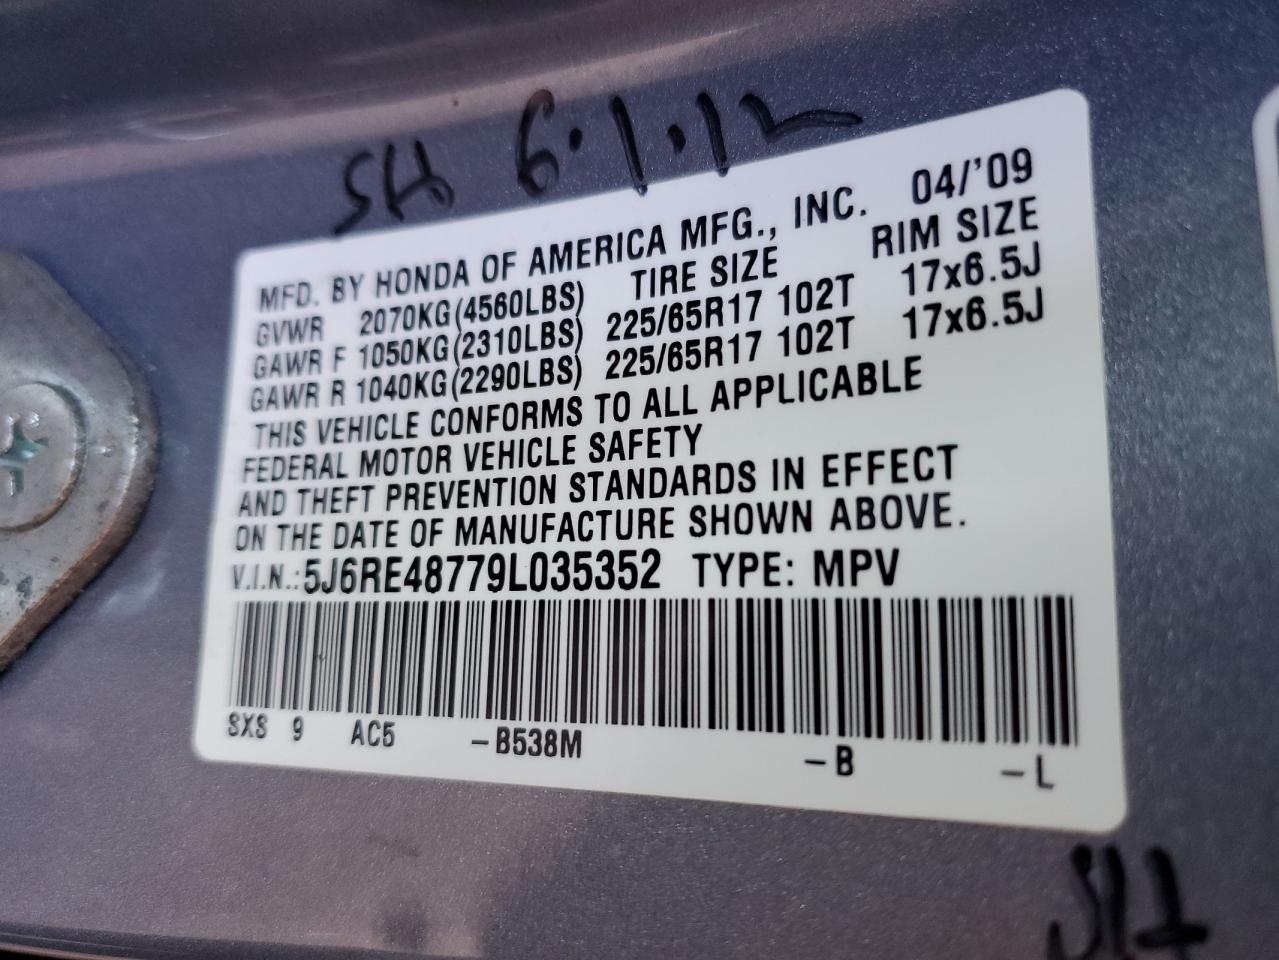 SH 6.1.12
MFD. BY HONDA OF AMERICA MFG., INC. 04/'09
GVWR 2070KG(4560LBS) TIRE SIZE RIM SIZE
GAWR F 1050KG(2310LBS) 225/65R17 102T 17x6.5J
GAWR R 1040KG(2290LBS) 225/65R17 102T 17x6.5J
THIS VEHICLE CONFORMS TO ALL APPLICABLE
FEDERAL MOTOR VEHICLE SAFETY
AND THEFT PREVENTION STANDARDS IN EFFECT
ON THE DATE OF MANUFACTURE SHOWN ABOVE.
V.I.N.:5J6RE48779L035352 TYPE: MPV
SXS 9 AC5 -B538M -B -L
SH